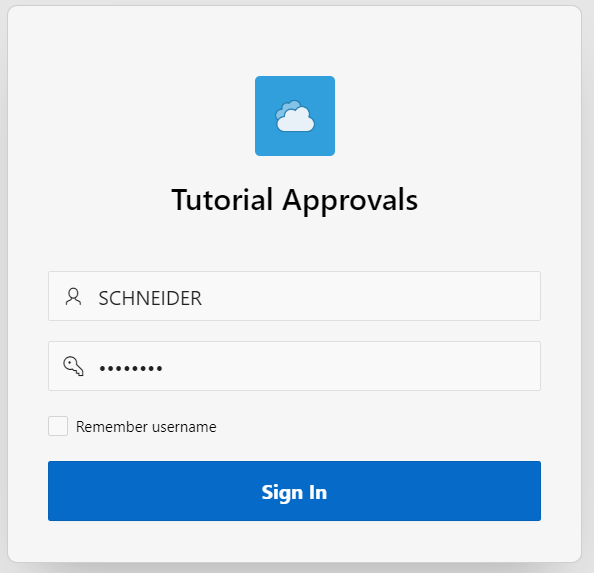 Tutorial Approvals
SCHNEIDER
••••••••
Remember username
Sign In